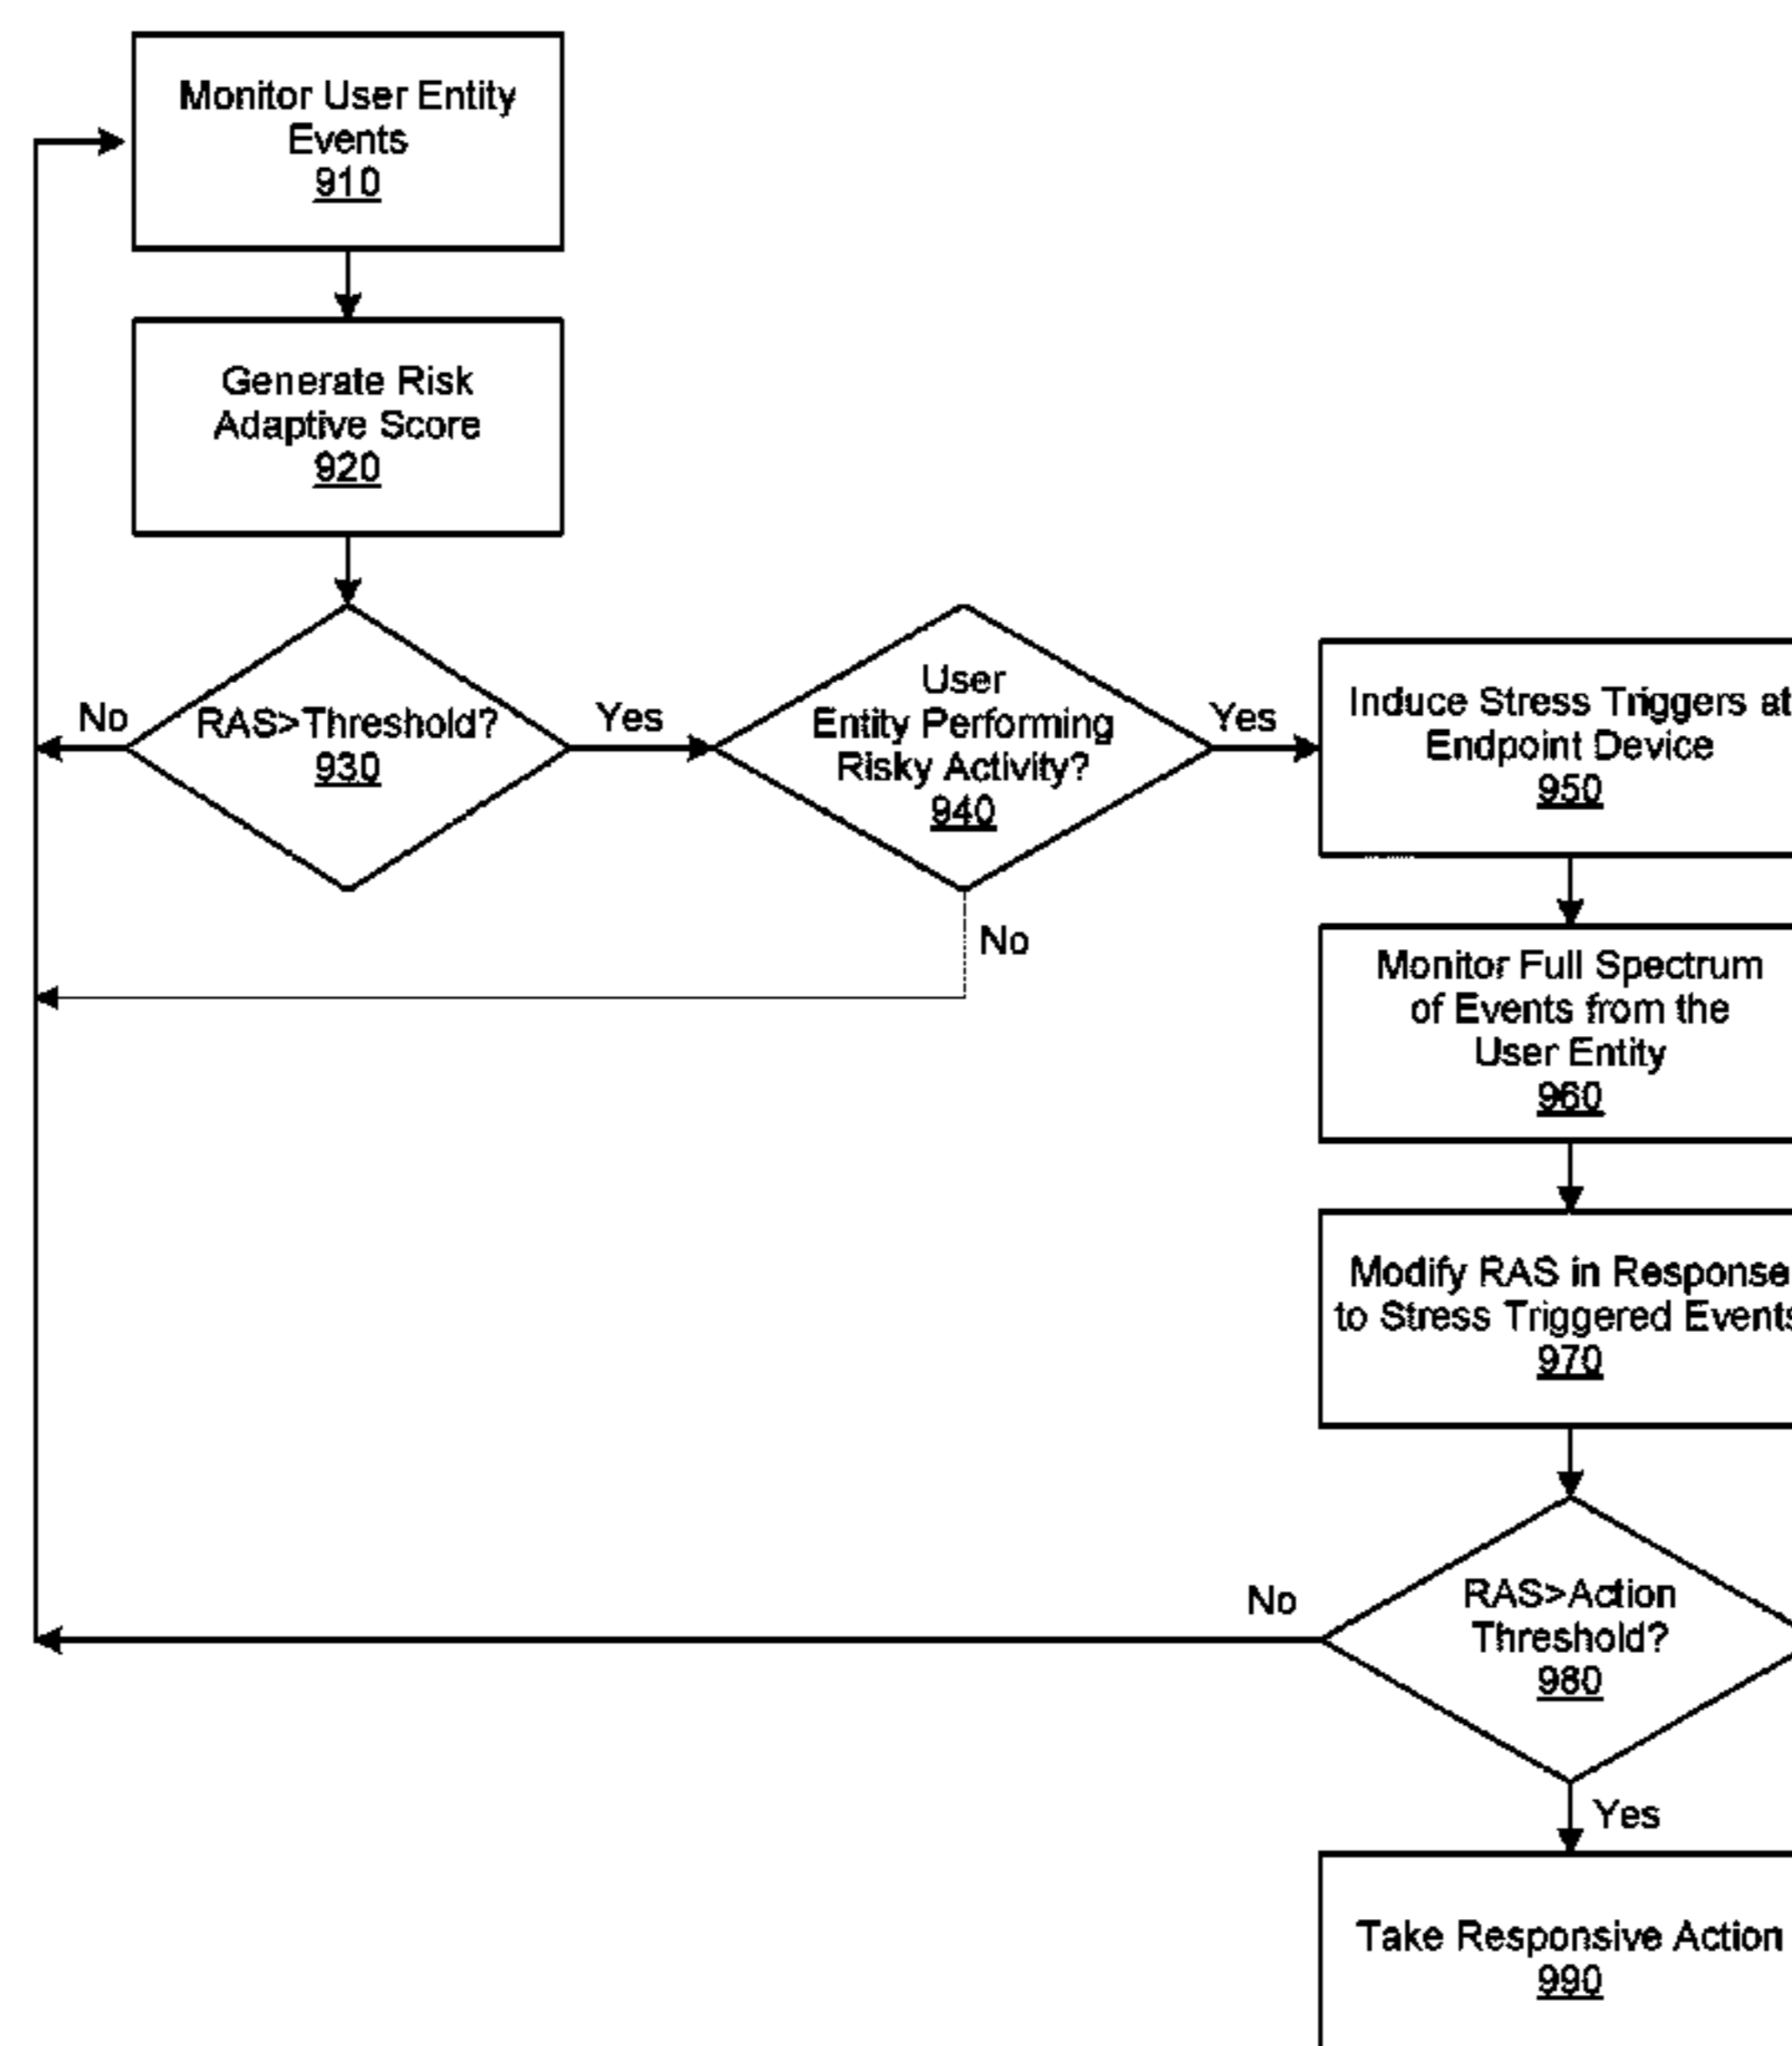 Monitor User Entity
Events
910
Generate Risk
Adaptive Score
920
No
RAS>Threshold?
930
Yes
User
Entity Performing
Risky Activity?
940
Yes
No
Induce Stress Triggers at
Endpoint Device
950
Monitor Full Spectrum
of Events from the
User Entity
960
Modify RAS in Response
to Stress Triggered Events
970
No
RAS>Action
Threshold?
980
Yes
Take Responsive Action
990